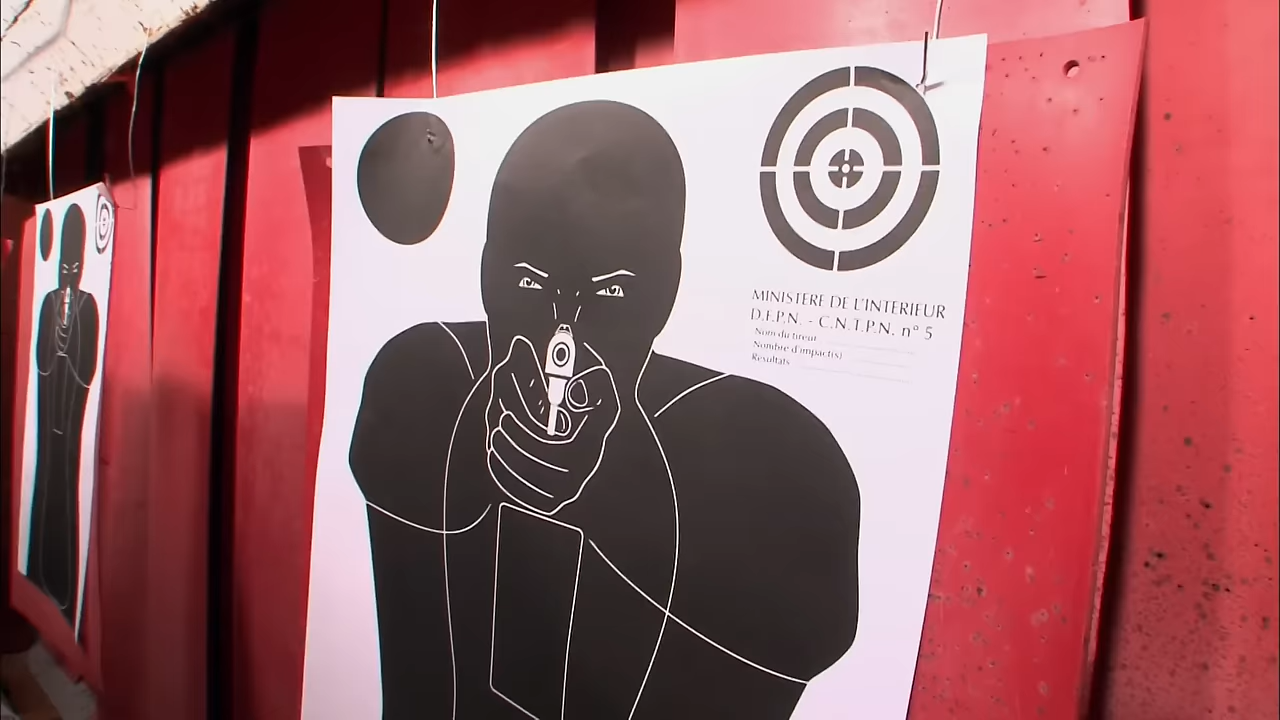 MINISTERE DE L'INTERIEUR
D.F.P.N. - C.N.T.P.N. n° 5
Nom du tireur
Nombre d'impact(s)
Résultats